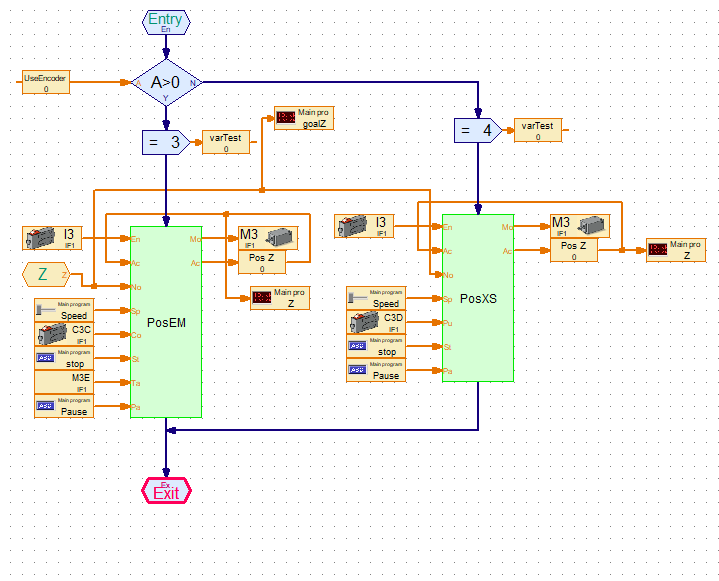 Entry
En
UseEncoder
0
A
A>0
N
Y
Main pro
goalZ
= 3
varTest
0
= 4
varTest
0
I3
IF1
En
Mo
M3
IF1
Ac
Ac
Pos Z
0
Z
Z
No
Main pro
Z
PosEM
Main program
Speed
Sp
C3C
IF1
Co
Main program
stop
St
M3E
IF1
Ta
Main program
Pause
Pa
I3
IF1
En
Mo
M3
IF1
Ac
Ac
Pos Z
0
Main pro
Z
No
PosXS
Main program
Speed
Sp
C3D
IF1
Pu
Main program
stop
St
Main program
Pause
Pa
Ex
Exit